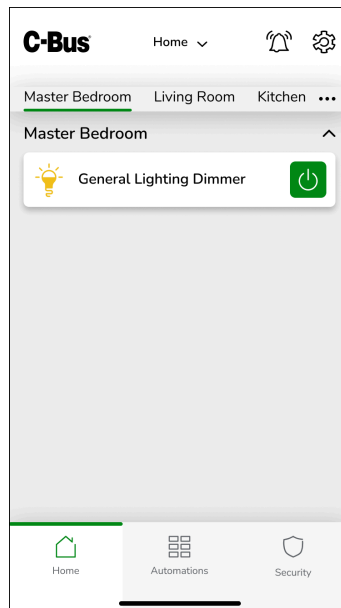 C-Bus
Home
Master Bedroom Living Room Kitchen
Master Bedroom
General Lighting Dimmer
Home Automations Security